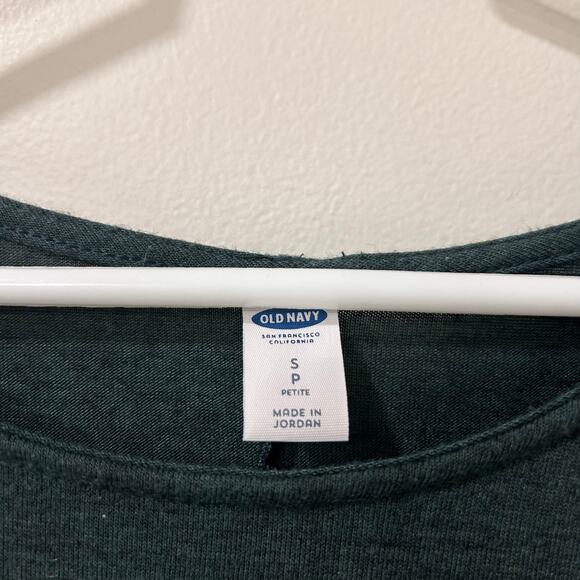 OLD NAVY
SAN FRANCISCO
CALIFORNIA
S
P
PETITE
MADE IN
JORDAN